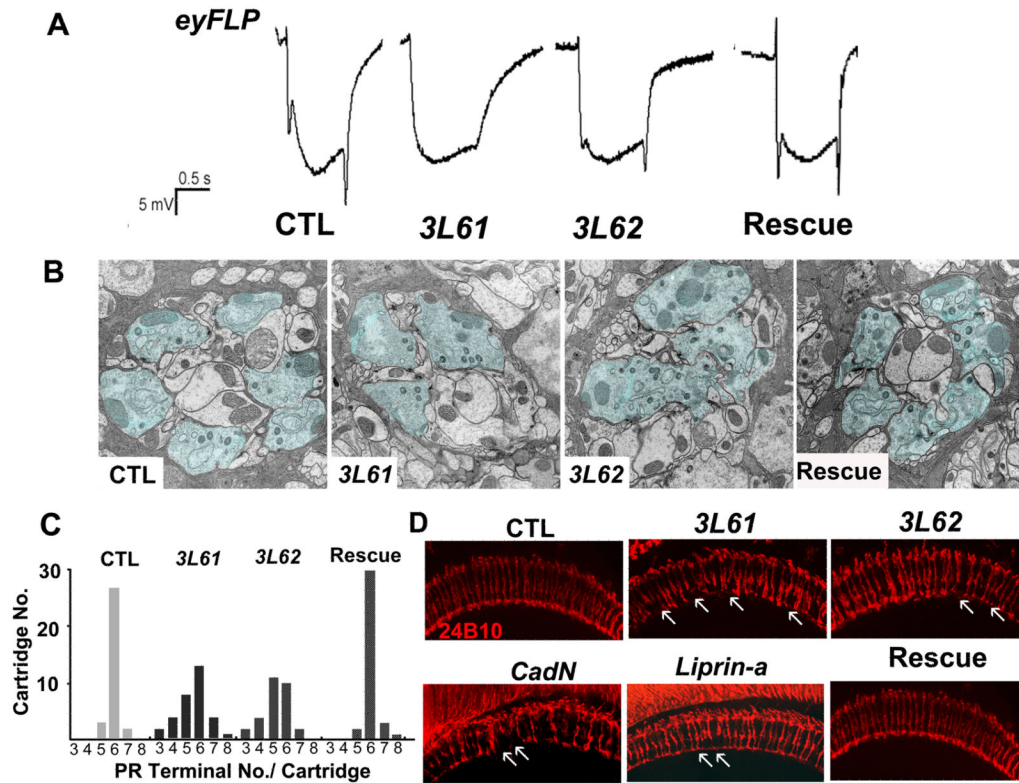 A
eyFLP
0.5 s
5 mV
CTL 3L61 3L62 Rescue
B
CTL 3L61 3L62 Rescue
C
CTL 3L61 3L62 Rescue
30
20
10
Cartridge No.
3 4 5 6 7 8 3 4 5 6 7 8 3 4 5 6 7 8 3 4 5 6 7 8
PR Terminal No./ Cartridge
D
CTL 3L61 3L62
24B10
CadN Liprin-a Rescue